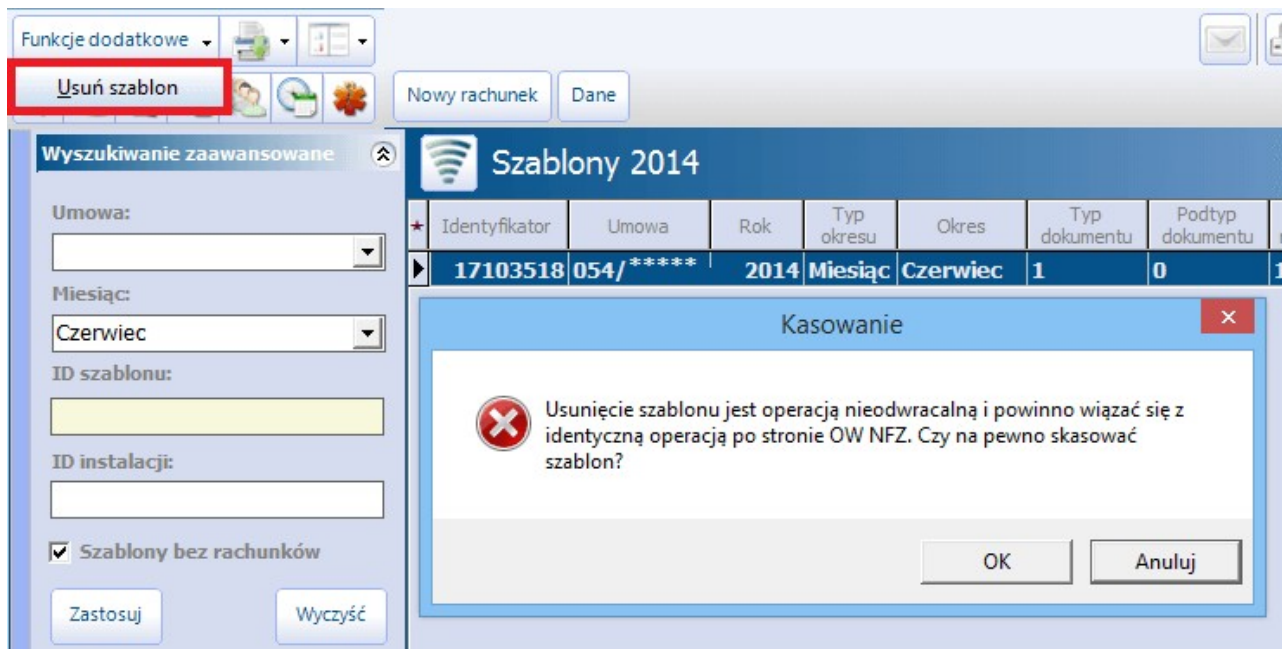 Funkcje dodatkowe
Usuń szablon
Nowy rachunek
Dane
Wyszukiwanie zaawansowane
Umowa:
Miesiąc:
Czerwiec
ID szablonu:
ID instalacji:
Szablony bez rachunków
Zastosuj
Wyczyść
Szablony 2014
Identyfikator Umowa Rok Typ okresu Okres Typ dokumentu Podtyp dokumentu
17103518 054/***** 2014 Miesiąc Czerwiec 1 0 1
Kasowanie
Usunięcie szablonu jest operacją nieodwracalną i powinno wiązać się z
identyczną operacją po stronie OW NFZ. Czy na pewno skasować
szablon?
OK
Anuluj